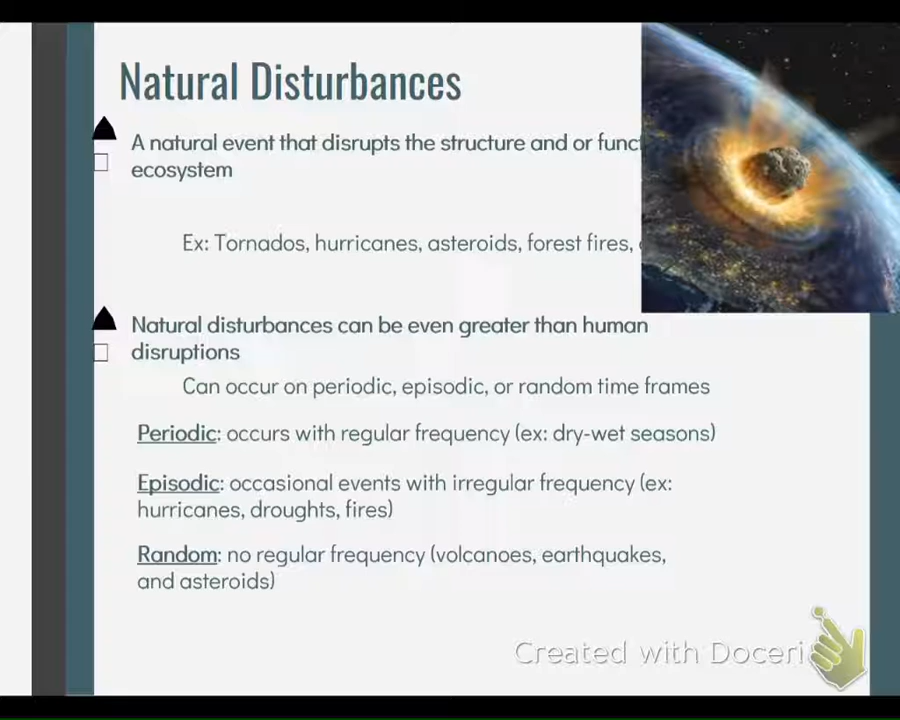 Natural Disturbances
A natural event that disrupts the structure and or
ecosystem
Ex: Tornados, hurricanes, asteroids, forest fires,
Natural disturbances can be even greater than human
disruptions
Can occur on periodic, episodic, or random time frames
Periodic: occurs with regular frequency (ex: dry-wet seasons)
Episodic: occasional events with irregular frequency (ex:
hurricanes, droughts, fires)
Random: no regular frequency (volcanoes, earthquakes,
and asteroids)
Created with Doceri